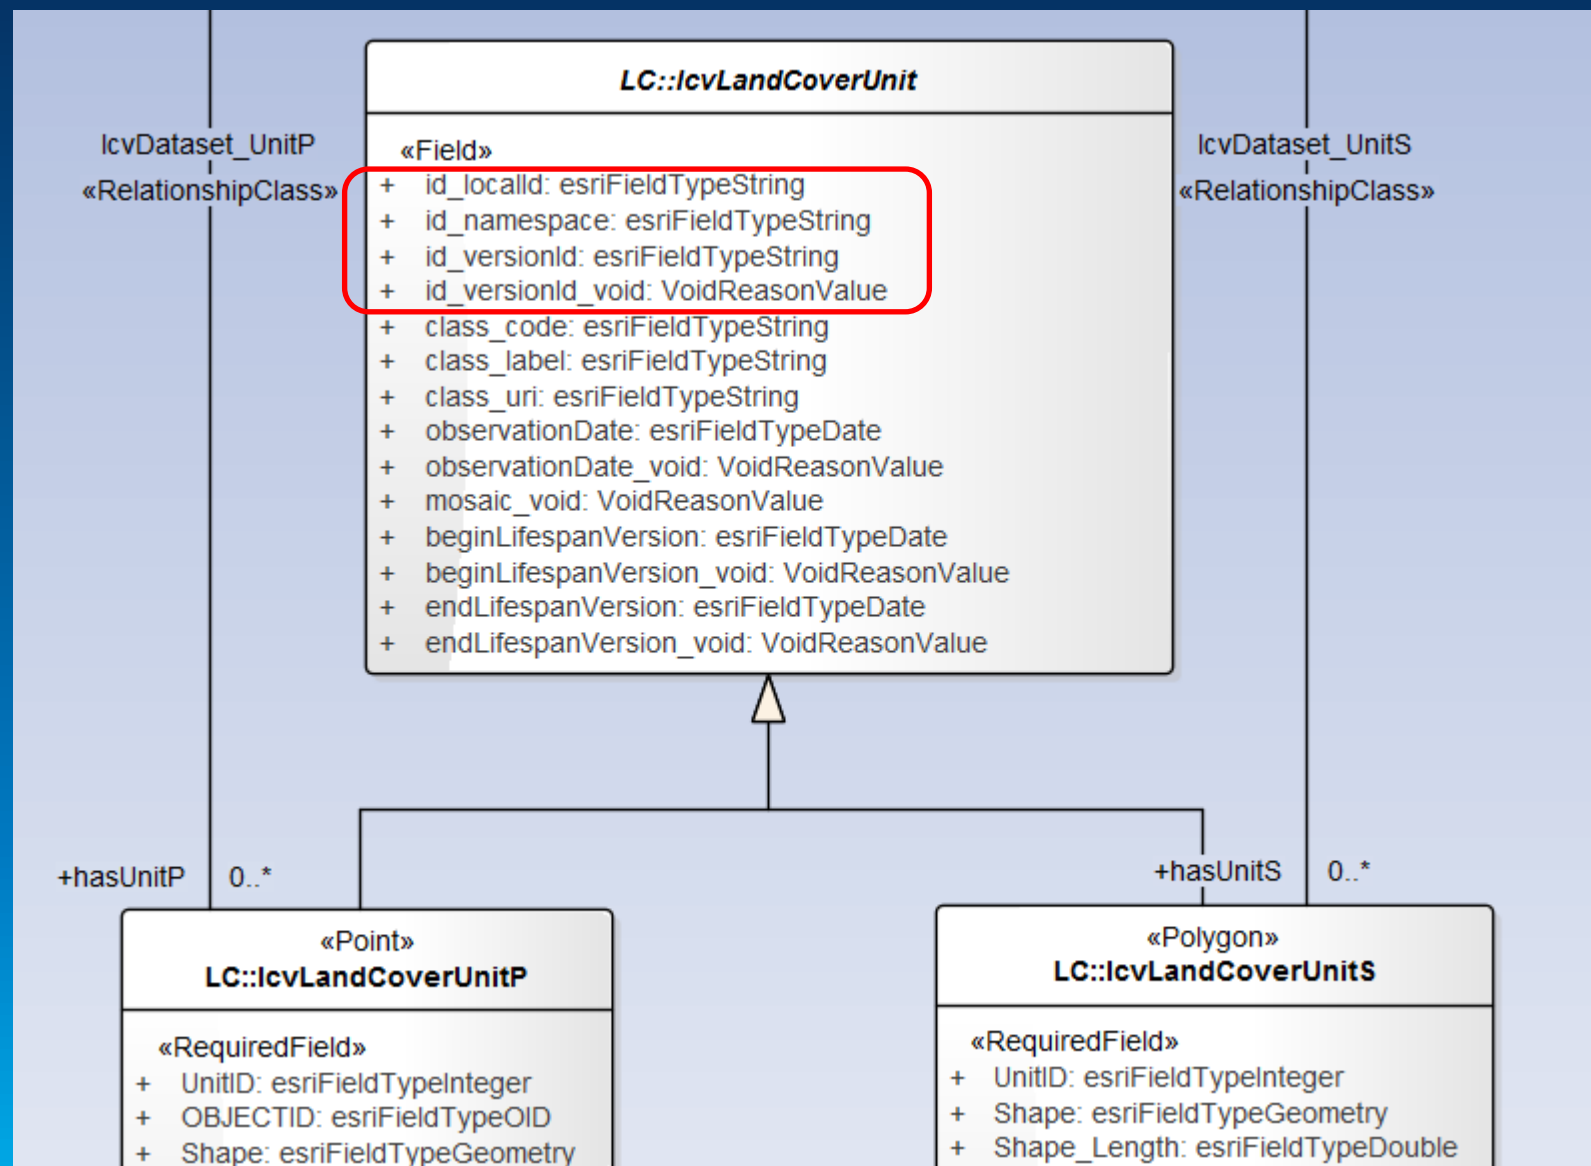 LC::lcvLandCoverUnit
«Field»
+ id_localId: esriFieldTypeString
+ id_namespace: esriFieldTypeString
+ id_versionId: esriFieldTypeString
+ id_versionId_void: VoidReasonValue
+ class_code: esriFieldTypeString
+ class_label: esriFieldTypeString
+ class_uri: esriFieldTypeString
+ observationDate: esriFieldTypeDate
+ observationDate_void: VoidReasonValue
+ mosaic_void: VoidReasonValue
+ beginLifespanVersion: esriFieldTypeDate
+ beginLifespanVersion_void: VoidReasonValue
+ endLifespanVersion: esriFieldTypeDate
+ endLifespanVersion_void: VoidReasonValue
lcvDataset_UnitP
«RelationshipClass»
lcvDataset_UnitS
«RelationshipClass»
+hasUnitP 0..*
+hasUnitS 0..*
«Point»
LC::lcvLandCoverUnitP
«RequiredField»
+ UnitID: esriFieldTypeInteger
+ OBJECTID: esriFieldTypeOID
+ Shape: esriFieldTypeGeometry
«Polygon»
LC::lcvLandCoverUnitS
«RequiredField»
+ UnitID: esriFieldTypeInteger
+ Shape: esriFieldTypeGeometry
+ Shape_Length: esriFieldTypeDouble